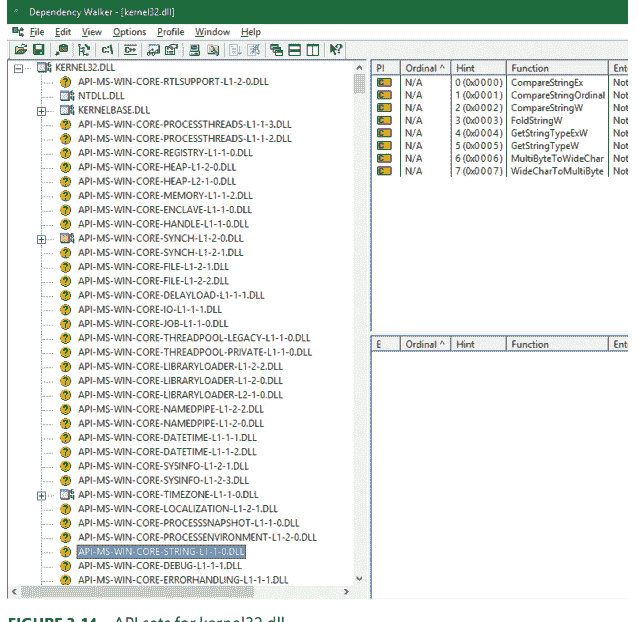 Dependency Walker - [kernel32.dll]
File Edit View Options Profile Window Help
KERNEL32.DLL
API-MS-WIN-CORE-RTLSUPPORT-L1-2-0.DLL
NTDLL.DLL
KERNELBASE.DLL
API-MS-WIN-CORE-PROCESSTHREADS-L1-1-3.DLL
API-MS-WIN-CORE-PROCESSTHREADS-L1-1-2.DLL
API-MS-WIN-CORE-REGISTRY-L1-1-0.DLL
API-MS-WIN-CORE-HEAP-L1-2-0.DLL
API-MS-WIN-CORE-HEAP-L2-1-0.DLL
API-MS-WIN-CORE-MEMORY-L1-1-2.DLL
API-MS-WIN-CORE-ENCLAVE-L1-1-0.DLL
API-MS-WIN-CORE-HANDLE-L1-1-0.DLL
API-MS-WIN-CORE-SYNCH-L1-2-0.DLL
API-MS-WIN-CORE-SYNCH-L1-2-1.DLL
API-MS-WIN-CORE-FILE-L1-2-1.DLL
API-MS-WIN-CORE-FILE-L1-2-2.DLL
API-MS-WIN-CORE-DELAYLOAD-L1-1-1.DLL
API-MS-WIN-CORE-IO-L1-1-1.DLL
API-MS-WIN-CORE-JOB-L1-1-0.DLL
API-MS-WIN-CORE-THREADPOOL-LEGACY-L1-1-0.DLL
API-MS-WIN-CORE-THREADPOOL-PRIVATE-L1-1-0.DLL
API-MS-WIN-CORE-LIBRARYLOADER-L1-2-2.DLL
API-MS-WIN-CORE-LIBRARYLOADER-L1-2-0.DLL
API-MS-WIN-CORE-LIBRARYLOADER-L2-1-0.DLL
API-MS-WIN-CORE-NAMEDPIPE-L1-2-2.DLL
API-MS-WIN-CORE-NAMEDPIPE-L1-2-0.DLL
API-MS-WIN-CORE-DATETIME-L1-1-1.DLL
API-MS-WIN-CORE-DATETIME-L1-1-2.DLL
API-MS-WIN-CORE-SYSINFO-L1-2-1.DLL
API-MS-WIN-CORE-SYSINFO-L1-2-3.DLL
API-MS-WIN-CORE-TIMEZONE-L1-1-0.DLL
API-MS-WIN-CORE-LOCALIZATION-L1-2-1.DLL
API-MS-WIN-CORE-PROCESSSNAPSHOT-L1-1-0.DLL
API-MS-WIN-CORE-PROCESSENVIRONMENT-L1-2-0.DLL
API-MS-WIN-CORE-STRING-L1-1-0.DLL
API-MS-WIN-CORE-DEBUG-L1-1-1.DLL
API-MS-WIN-CORE-ERRORHANDLING-L1-1-1.DLL
PI Ordinal ^ Hint Function Ent
N/A 0 (0x0000) CompareStringEx Not
N/A 1 (0x0001) CompareStringOrdinal Not
N/A 2 (0x0002) CompareStringW Not
N/A 3 (0x0003) FoldStringW Not
N/A 4 (0x0004) GetStringTypeExW Not
N/A 5 (0x0005) GetStringTypeW Not
N/A 6 (0x0006) MultiByteToWideChar Not
N/A 7 (0x0007) WideCharToMultiByte Not
E Ordinal ^ Hint Function Ent
FIGURE 3-14 API sets for kernel32.dll